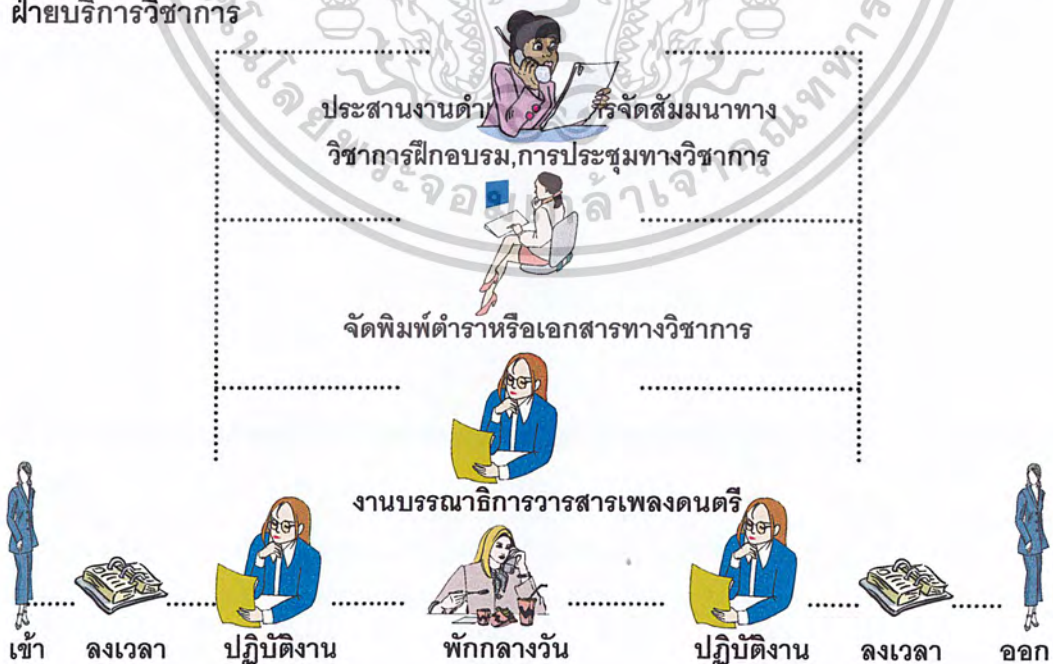 ฝ่ายบริการวิชาการ
ประสานงานดำ รจัดสัมมนาทาง
วิชาการฝึกอบรม,การประชุมทางวิชาการ
จัดพิมพ์ตำราหรือเอกสารทางวิชาการ
งานบรรณาธิการวารสารเพลงดนตรี
เข้า ลงเวลา ปฏิบัติงาน พักกลางวัน ปฏิบัติงาน ลงเวลา ออก